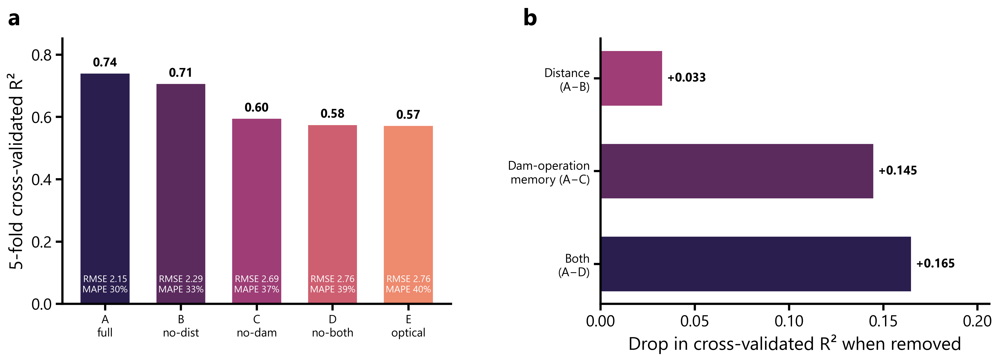 a
5-fold cross-validated R²
0.8
0.6
0.4
0.2
0.0
0.74
0.71
0.60
0.58
0.57
RMSE 2.15
MAPE 30%
RMSE 2.29
MAPE 33%
RMSE 2.69
MAPE 37%
RMSE 2.76
MAPE 39%
RMSE 2.76
MAPE 40%
A
full
B
no-dist
C
no-dam
D
no-both
E
optical
b
Distance
(A−B)
+0.033
Dam-operation
memory (A−C)
+0.145
Both
(A−D)
+0.165
0.00
0.05
0.10
0.15
0.20
Drop in cross-validated R² when removed